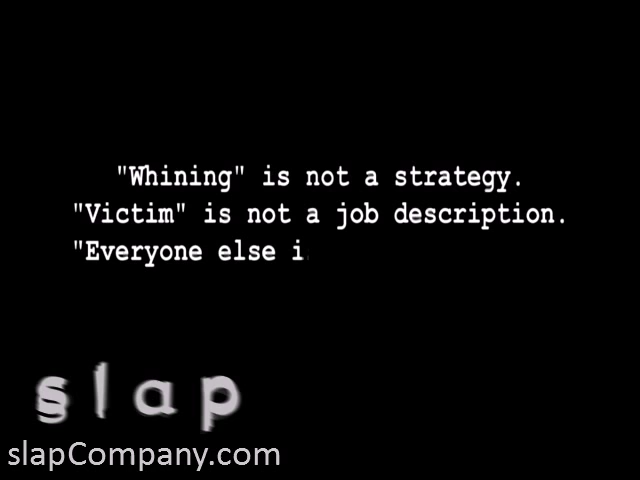 "Whining" is not a strategy.
"Victim" is not a job description.
"Everyone else i
slap
slapCompany.com